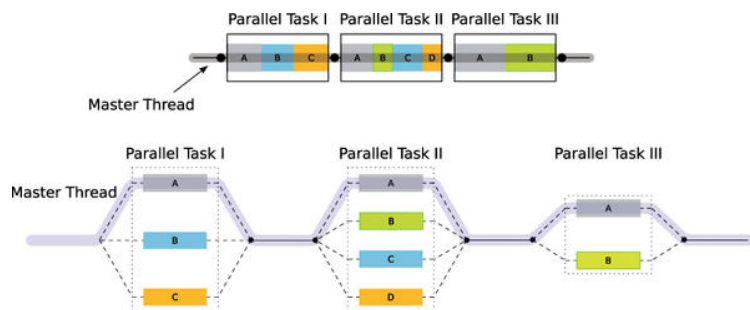 Parallel Task I Parallel Task II Parallel Task III
A B C A B C D A B
Master Thread
Parallel Task I Parallel Task II Parallel Task III
Master Thread
A A A
B B
B C B
C D